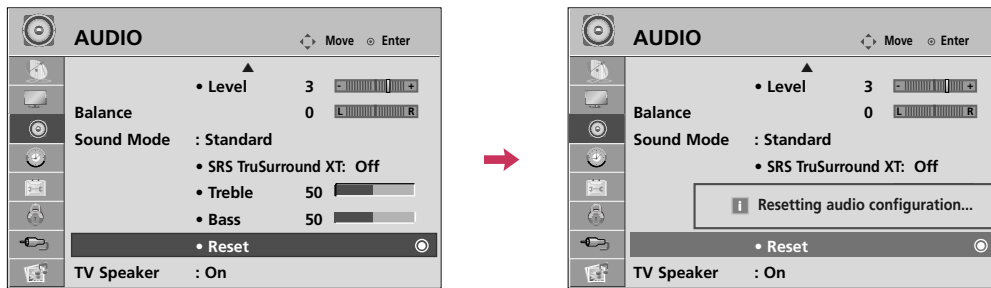 AUDIO Move Enter
• Level 3 - +
Balance 0 L R
Sound Mode : Standard
• SRS TruSurround XT: Off
• Treble 50
• Bass 50
• Reset
TV Speaker : On
AUDIO Move Enter
• Level 3 - +
Balance 0 L R
Sound Mode : Standard
• SRS TruSurround XT: Off
i Resetting audio configuration...
• Reset
TV Speaker : On